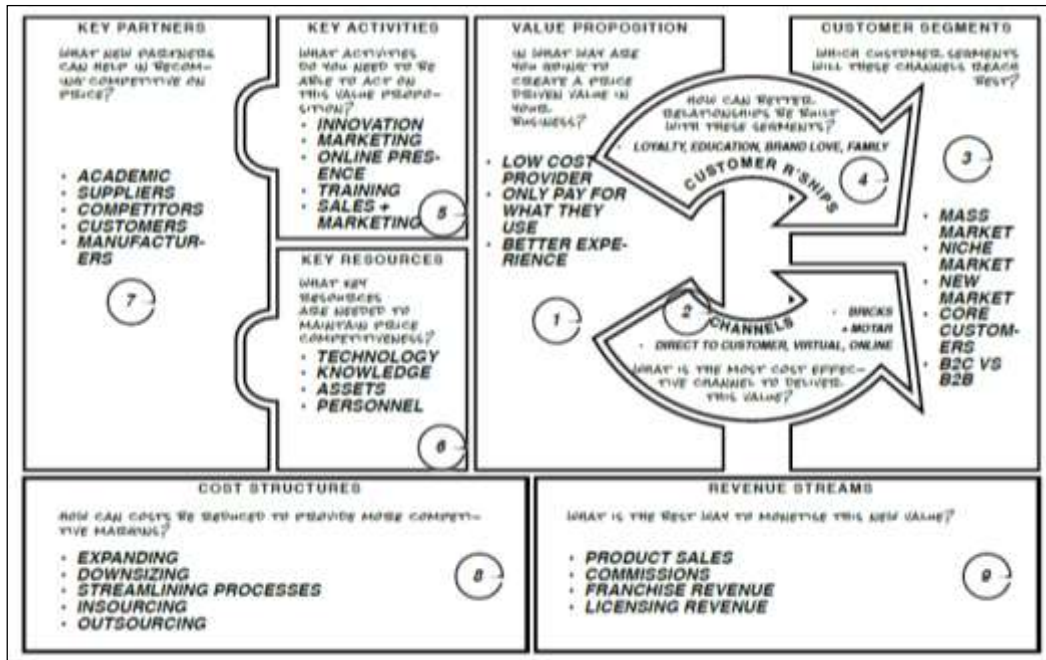 KEY PARTNERS
WHAT NEW PARTNERS
CAN HELP IN BECOM-
ING COMPETITIVE ON
PRICE?
• ACADEMIC
• SUPPLIERS
• COMPETITORS
• CUSTOMERS
• MANUFACTUR-
ERS
7
KEY ACTIVITIES
WHAT ACTIVITIES
DO YOU NEED TO BE
ABLE TO ACT ON
THIS VALUE PROPO-
SITION?
• INNOVATION
• MARKETING
• ONLINE PRES-
ENCE
• TRAINING
• SALES +
MARKETING
5
KEY RESOURCES
WHAT KEY
RESOURCES
ARE NEEDED TO
MAINTAIN PRICE
COMPETITIVENESS?
• TECHNOLOGY
• KNOWLEDGE
• ASSETS
• PERSONNEL
6
VALUE PROPOSITION
IN WHAT WAY ARE
YOU GOING TO
CREATE A PRICE
DRIVEN VALUE IN
YOUR
BUSINESS?
• LOW COST
PROVIDER
• ONLY PAY FOR
WHAT THEY
USE
• BETTER EXPE-
RIENCE
1
HOW CAN BETTER
RELATIONSHIPS BE BUILT
WITH THESE SEGMENTS?
• LOYALTY, EDUCATION, BRAND LOVE, FAMILY
CUSTOMER R'SHIPS
4
2
CHANNELS
• BRICKS
+ MOTAR
• DIRECT TO CUSTOMER, VIRTUAL, ONLINE
WHAT IS THE MOST COST EFFEC-
TIVE CHANNEL TO DELIVER
THIS VALUE?
CUSTOMER SEGMENTS
WHICH CUSTOMER SEGMENTS
WILL THESE CHANNELS REACH
BEST?
3
• MASS
MARKET
• NICHE
MARKET
• NEW
MARKET
• CORE
CUSTOM-
ERS
• B2C VS
B2B
COST STRUCTURES
HOW CAN COSTS BE REDUCED TO PROVIDE MORE COMPETI-
TIVE MARGINS?
• EXPANDING
• DOWNSIZING
• STREAMLINING PROCESSES
• INSOURCING
• OUTSOURCING
8
REVENUE STREAMS
WHAT IS THE BEST WAY TO MONETISE THIS NEW VALUE?
• PRODUCT SALES
• COMMISSIONS
• FRANCHISE REVENUE
• LICENSING REVENUE
9